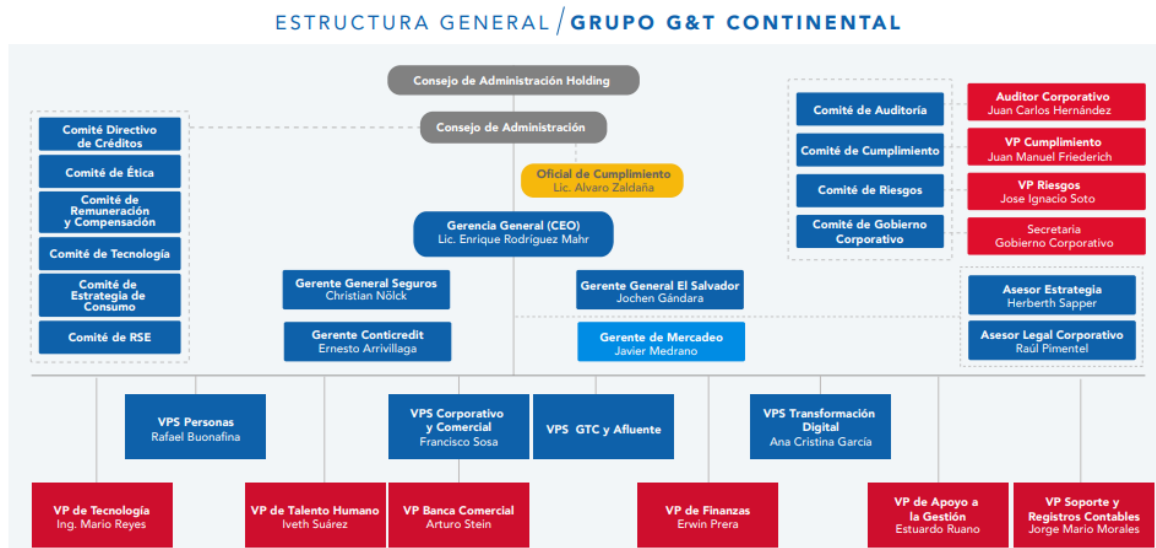 ESTRUCTURA GENERAL / GRUPO G&T CONTINENTAL
Consejo de Administración Holding
Consejo de Administración
Oficial de Cumplimiento
Lic. Alvaro Zaldaña
Gerencia General (CEO)
Lic. Enrique Rodríguez Mahr
Comité Directivo
de Créditos
Comité de Ética
Comité de
Remuneración
y Compensación
Comité de Tecnología
Comité de
Estrategia de
Consumo
Comité de RSE
Comité de Auditoría
Auditor Corporativo
Juan Carlos Hernández
Comité de Cumplimiento
VP Cumplimiento
Juan Manuel Friederich
Comité de Riesgos
VP Riesgos
Jose Ignacio Soto
Comité de Gobierno
Corporativo
Secretaria
Gobierno Corporativo
Gerente General Seguros
Christian Nölck
Gerente General El Salvador
Jochen Gándara
Gerente Conticredit
Ernesto Arrivillaga
Gerente de Mercadeo
Javier Medrano
Asesor Estrategia
Herberth Sapper
Asesor Legal Corporativo
Raúl Pimentel
VPS Personas
Rafael Buonafina
VPS Corporativo
y Comercial
Francisco Sosa
VPS GTC y Afluente
VPS Transformación
Digital
Ana Cristina García
VP de Tecnología
Ing. Mario Reyes
VP de Talento Humano
Iveth Suárez
VP Banca Comercial
Arturo Stein
VP de Finanzas
Erwin Prera
VP de Apoyo a
la Gestión
Estuardo Ruano
VP Soporte y
Registros Contables
Jorge Mario Morales